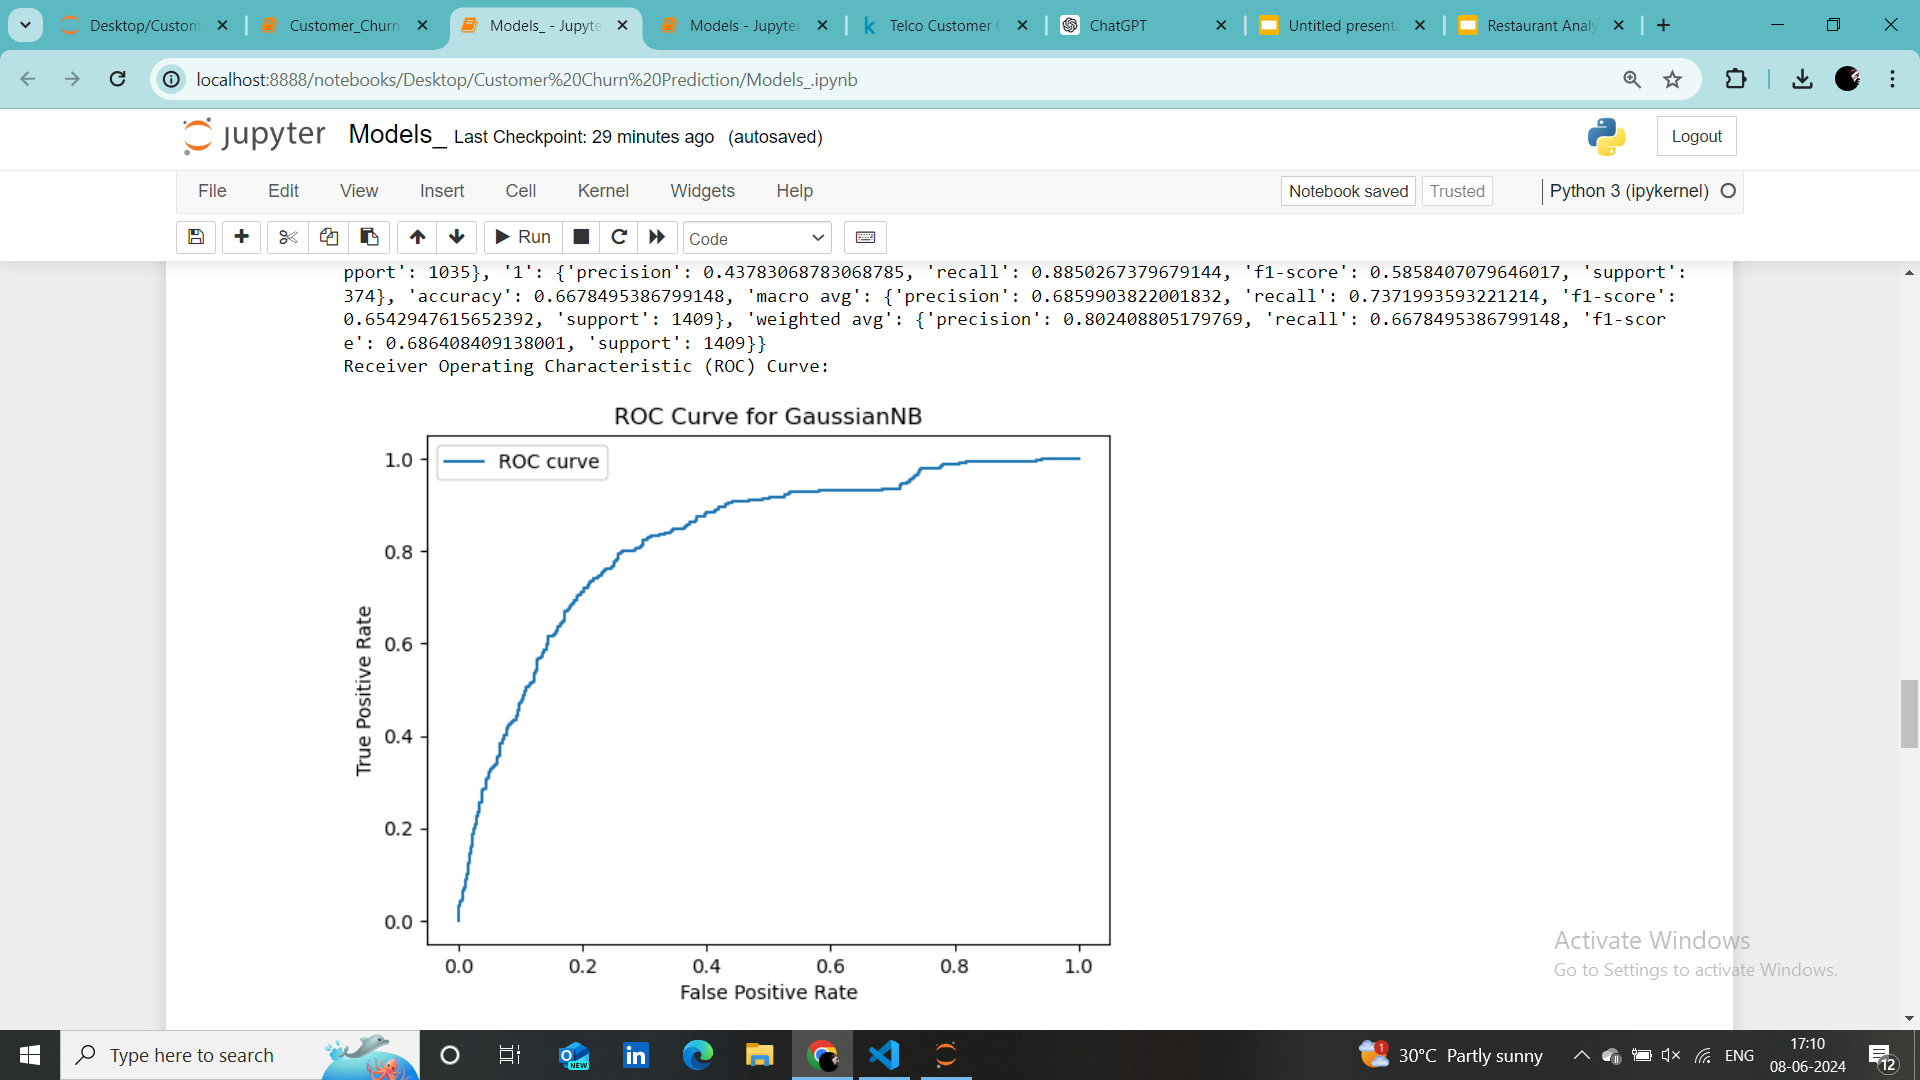 Desktop/Custom
Customer_Churn
Models_ - Jupyte
Models - Jupyter
Telco Customer C
ChatGPT
Untitled present
Restaurant Analy
localhost:8888/notebooks/Desktop/Customer%20Churn%20Prediction/Models_.ipynb
jupyter Models_ Last Checkpoint: 29 minutes ago (autosaved)
Logout
File Edit View Insert Cell Kernel Widgets Help
Notebook saved Trusted Python 3 (ipykernel)
Run Code
pport': 1035}, '1': {'precision': 0.43783068783068785, 'recall': 0.8850267379679144, 'f1-score': 0.5858407079646017, 'support':
374}, 'accuracy': 0.6678495386799148, 'macro avg': {'precision': 0.6859903822001832, 'recall': 0.7371993593221214, 'f1-score':
0.6542947615652392, 'support': 1409}, 'weighted avg': {'precision': 0.802408805179769, 'recall': 0.6678495386799148, 'f1-scor
e': 0.686408409138001, 'support': 1409}}
Receiver Operating Characteristic (ROC) Curve:
ROC Curve for GaussianNB
ROC curve
1.0
0.8
0.6
0.4
0.2
0.0
True Positive Rate
0.0 0.2 0.4 0.6 0.8 1.0
False Positive Rate
Activate Windows
Go to Settings to activate Windows.
Type here to search
NEW
1
30°C Partly sunny
ENG
17:10
08-06-2024
12